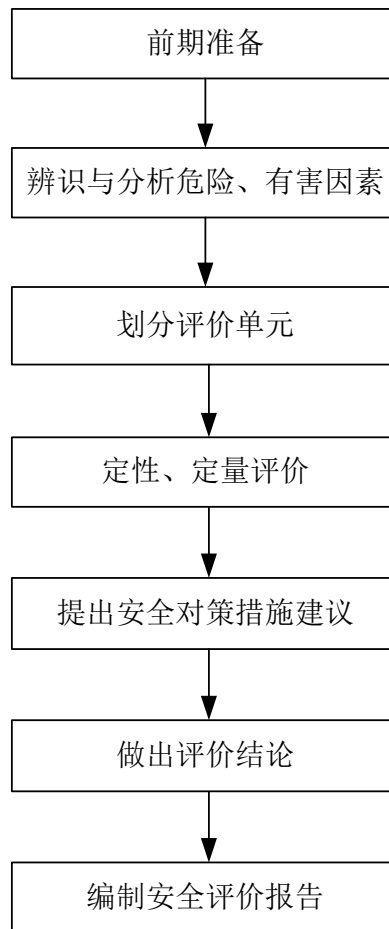 前期准备
辨识与分析危险、有害因素
划分评价单元
定性、定量评价
提出安全对策措施建议
做出评价结论
编制安全评价报告